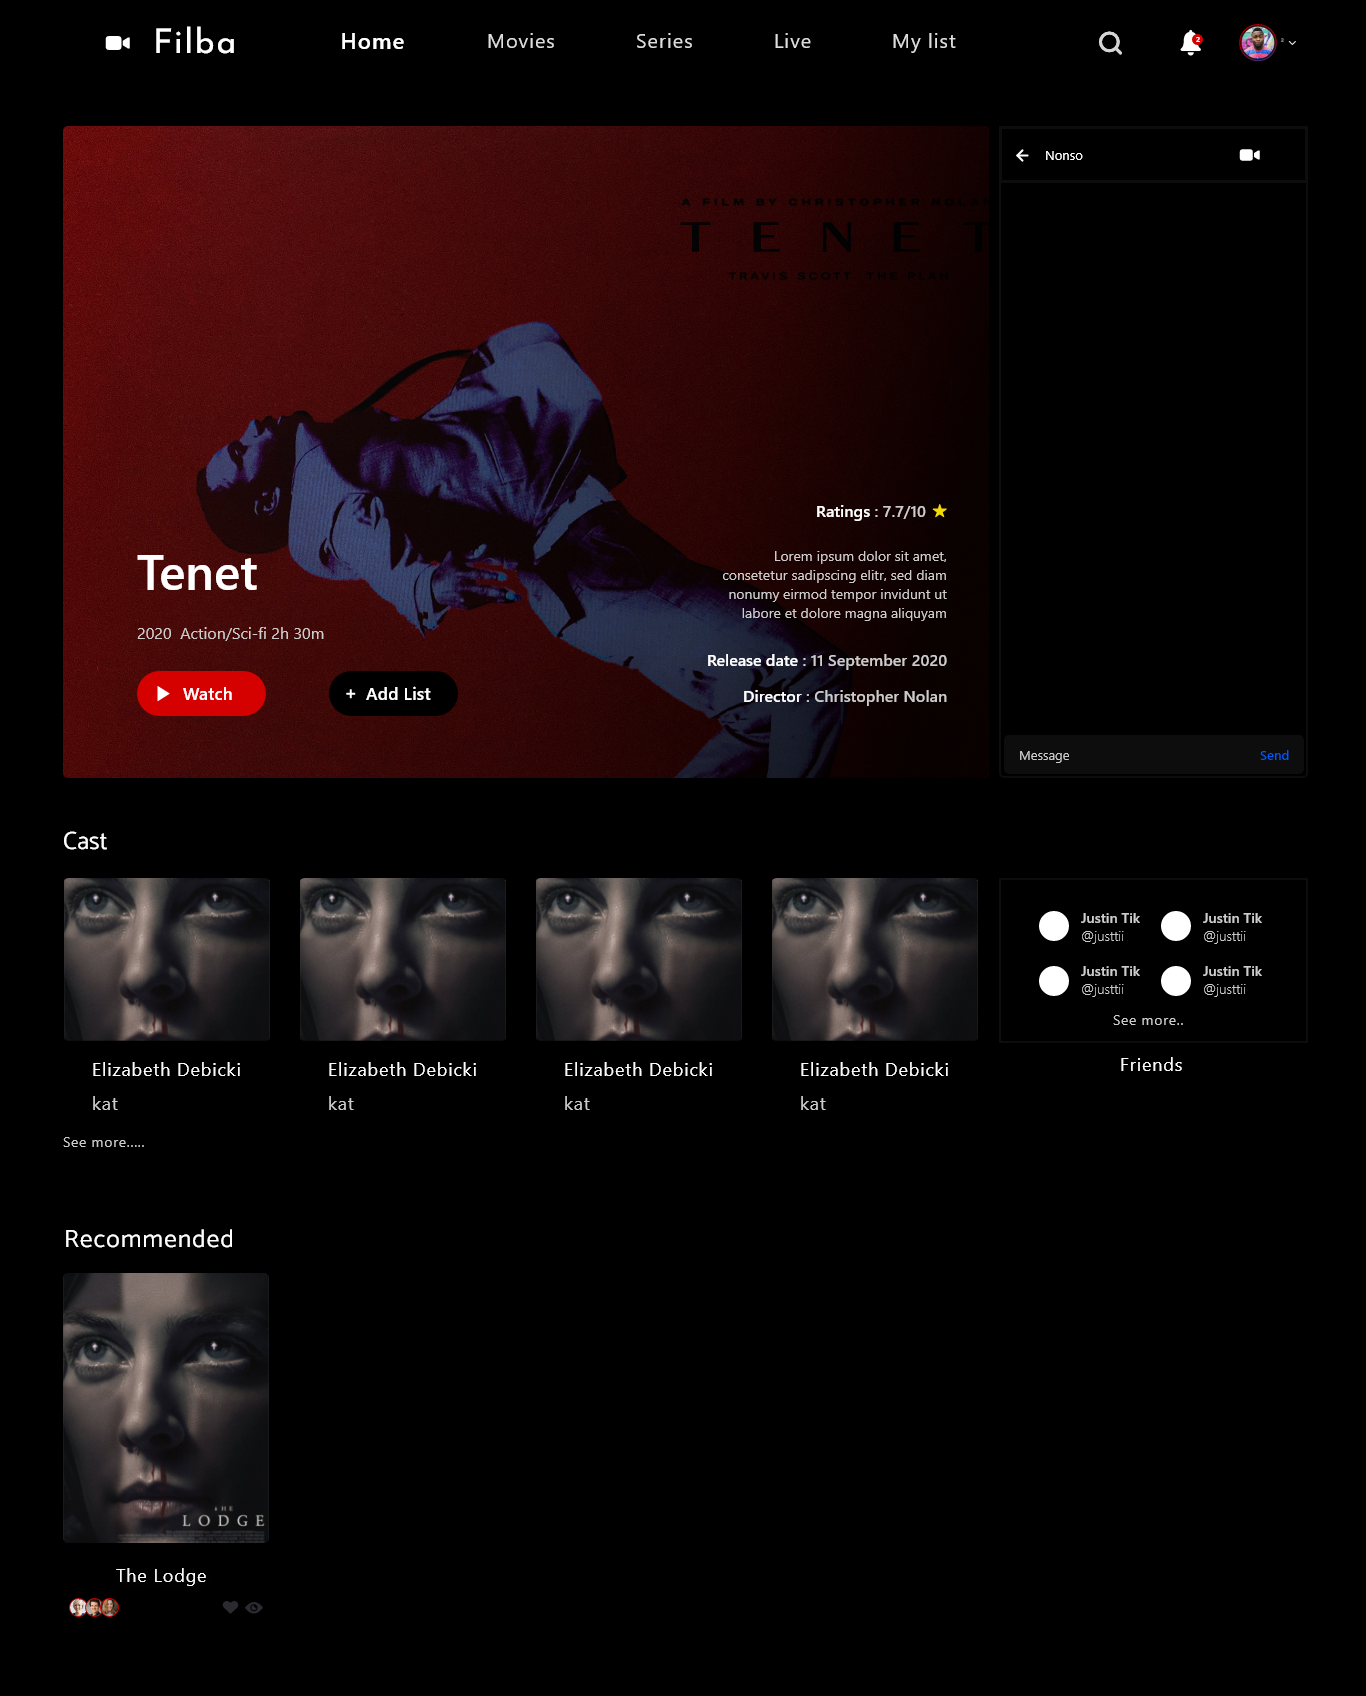 Filba
Home
Movies
Series
Live
My list
2
A FILM BY CHRISTOPHER NOLAN
TENET
TRAVIS SCOTT THE PLAN
Nonso
Ratings : 7.7/10
Lorem ipsum dolor sit amet,
consetetur sadipscing elitr, sed diam
nonumy eirmod tempor invidunt ut
labore et dolore magna aliquyam
Tenet
2020 Action/Sci-fi 2h 30m
Release date : 11 September 2020
Director : Christopher Nolan
Watch
+ Add List
Message
Send
Cast
Elizabeth Debicki
kat
Elizabeth Debicki
kat
Elizabeth Debicki
kat
Elizabeth Debicki
kat
See more.....
Justin Tik
@justtii
Justin Tik
@justtii
Justin Tik
@justtii
Justin Tik
@justtii
See more..
Friends
Recommended
THE
LODGE
The Lodge